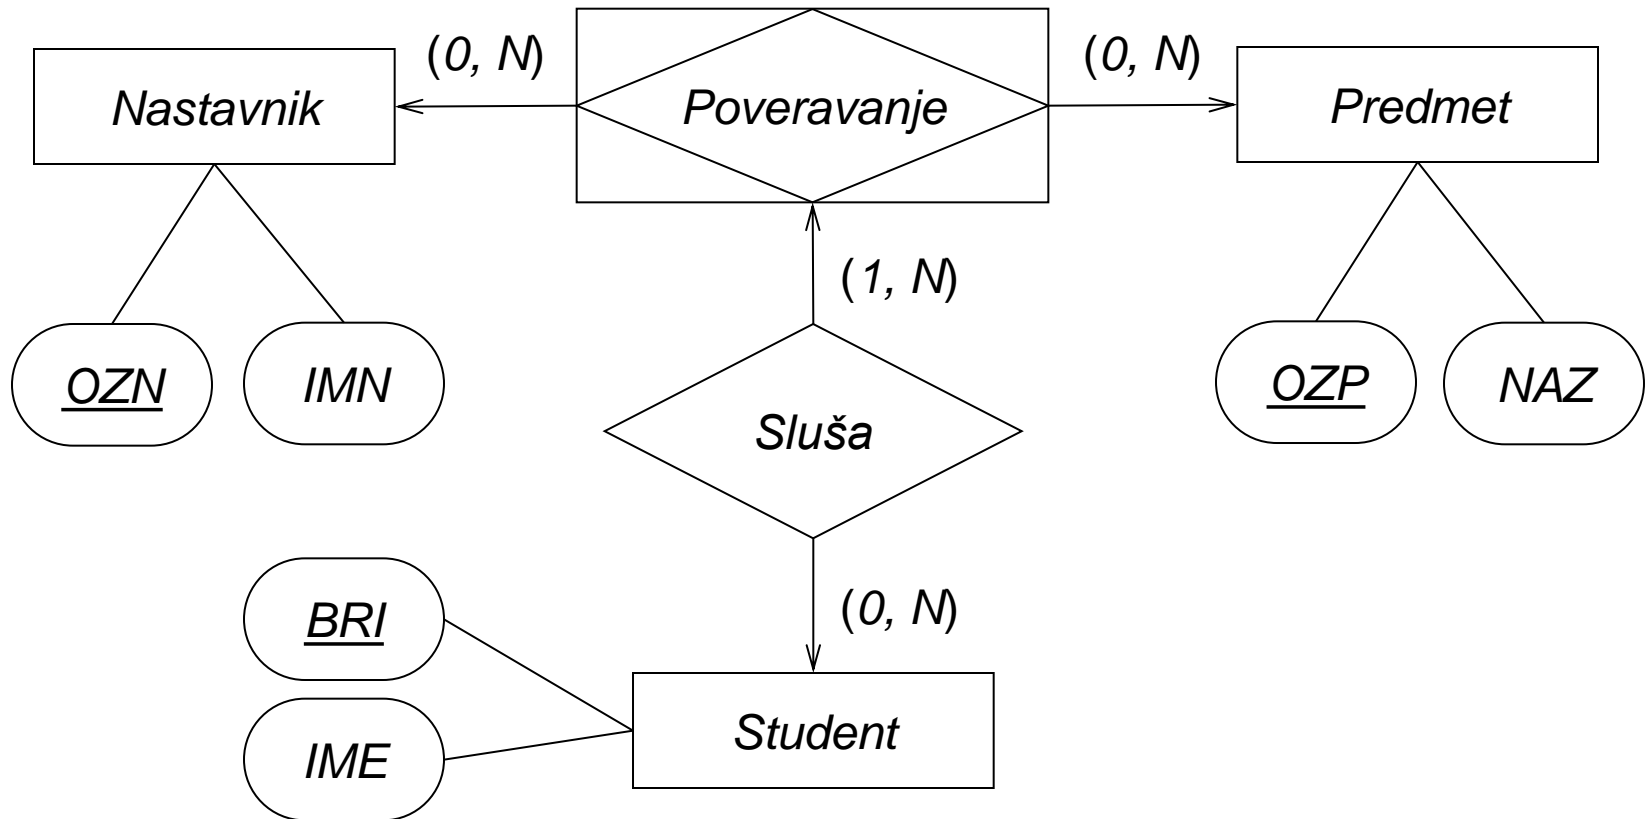 (0, N)
(0, N)
Nastavnik
Poveravanje
Predmet
(1, N)
OZN
IMN
Sluša
OZP
NAZ
(0, N)
BRI
IME
Student